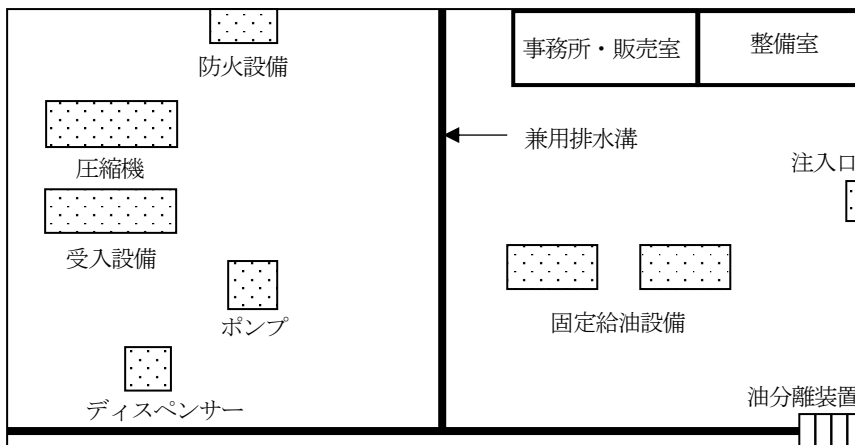 防火設備
圧縮機
受入設備
ポンプ
ディスペンサー
事務所・販売室
整備室
兼用排水溝
注入口
固定給油設備
油分離装置